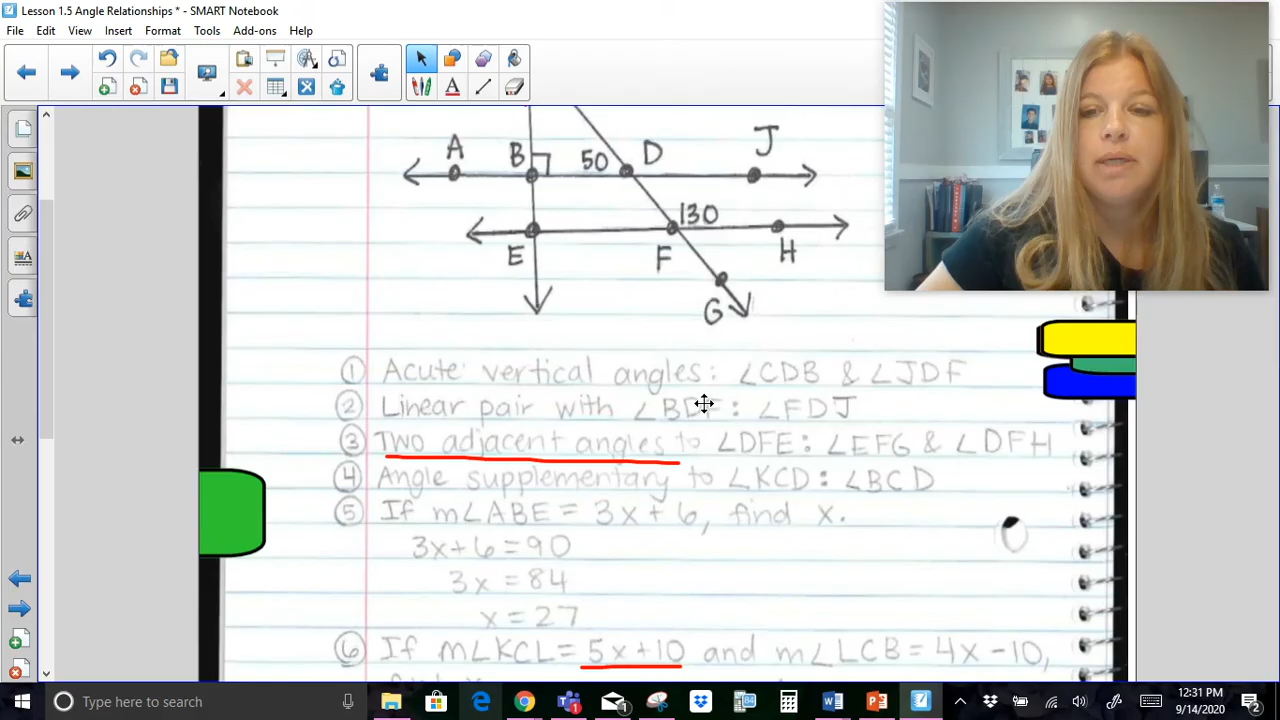 Lesson 1.5 Angle Relationships * - SMART Notebook
File Edit View Insert Format Tools Add-ons Help
A B 50 D J
130
E F H
G
① Acute vertical angles: ∠CDB & ∠JDF
② Linear pair with ∠BDF: ∠FDJ
③ Two adjacent angles to ∠DFE: ∠EFG & ∠DFH
④ Angle supplementary to ∠KCD: ∠BCD
⑤ If m∠ABE = 3x+6, find x.
3x+6=90
3x = 84
x = 27
⑥ If m∠KCL= 5x+10 and m∠LCB= 4x-10,
Type here to search
12:31 PM
9/14/2020